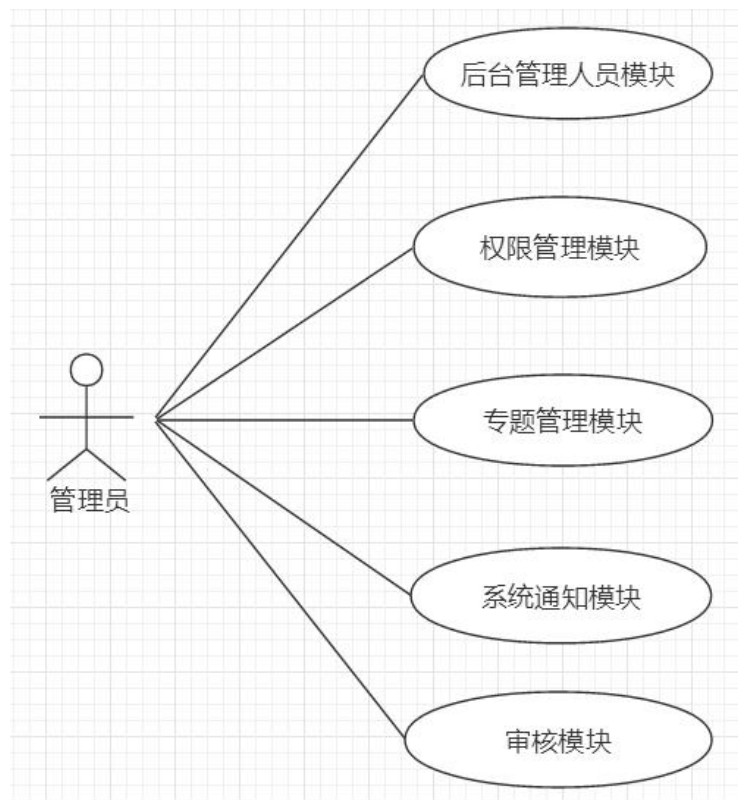 后台管理人员模块
权限管理模块
专题管理模块
管理员
系统通知模块
审核模块